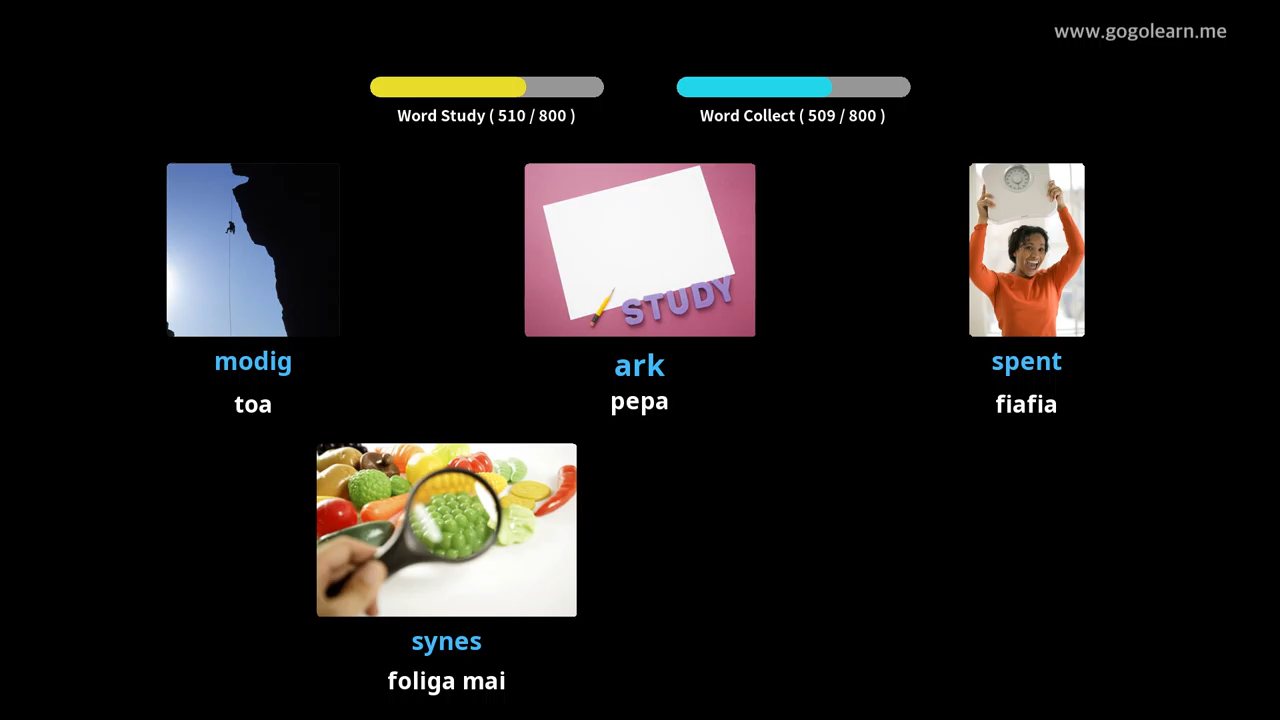 www.gogolearn.me
Word Study ( 510 / 800 )
Word Collect ( 509 / 800 )
STUDY
modig
ark
spent
toa
pepa
fiafia
synes
foliga mai